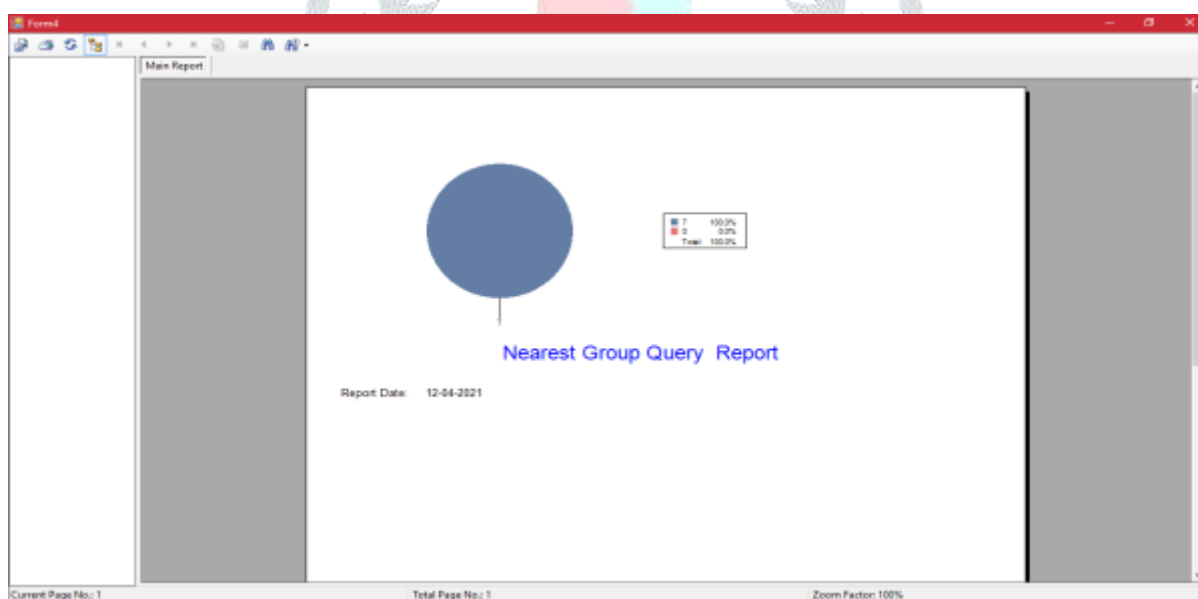 Form4
Main Report
7 100.0%
0 0.0%
Total: 100.0%
7
Nearest Group Query Report
Report Date: 12-04-2021
Current Page No.: 1
Total Page No.: 1
Zoom Factor: 100%